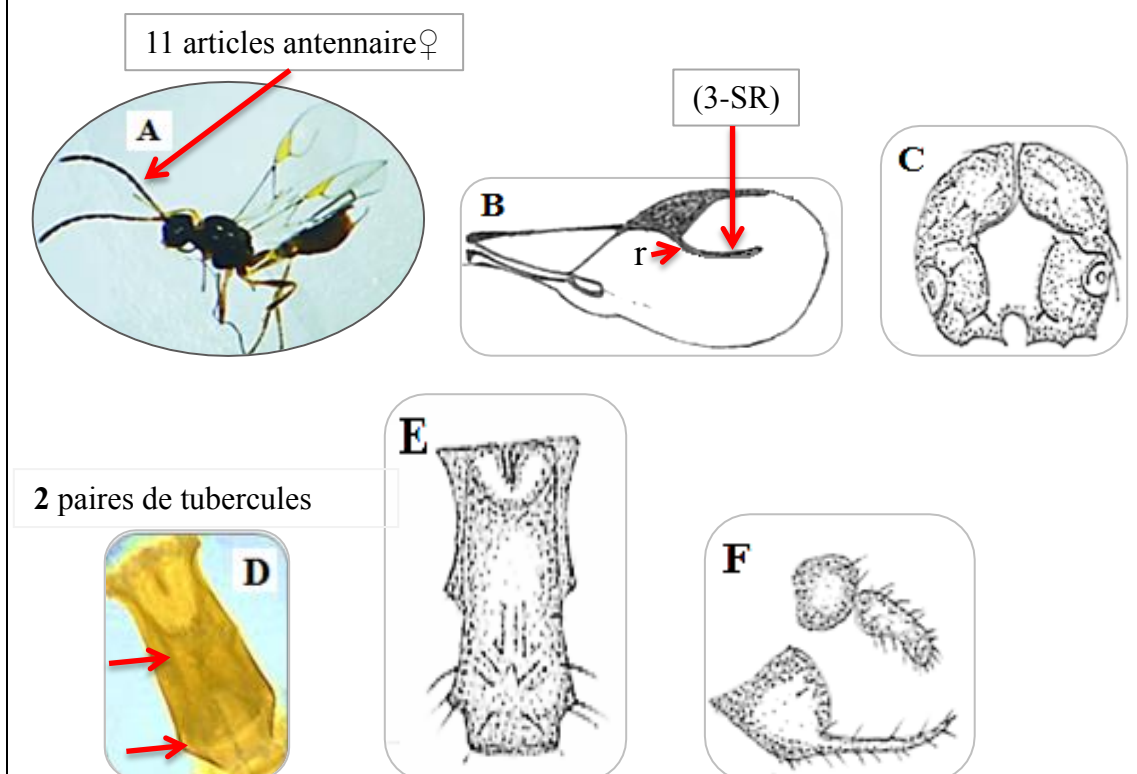 11 articles antennaire♀
(3-SR)
A
B
r
C
2 paires de tubercules
D
E
F